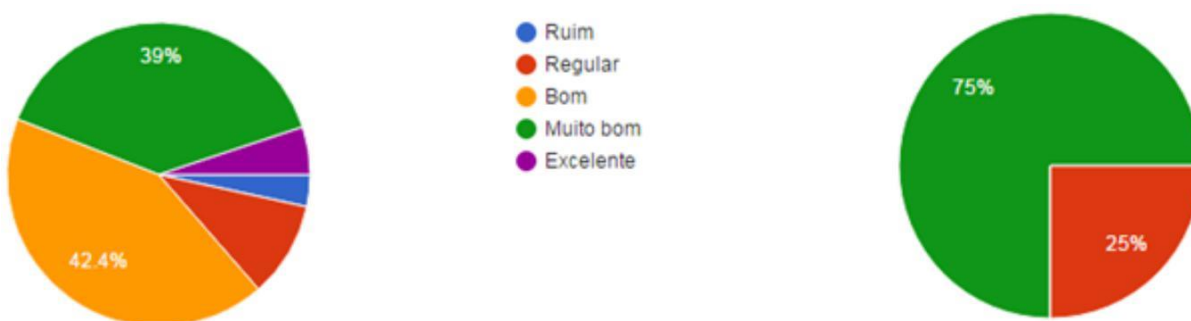 39%
42.4%
Ruim
Regular
Bom
Muito bom
Excelente
75%
25%